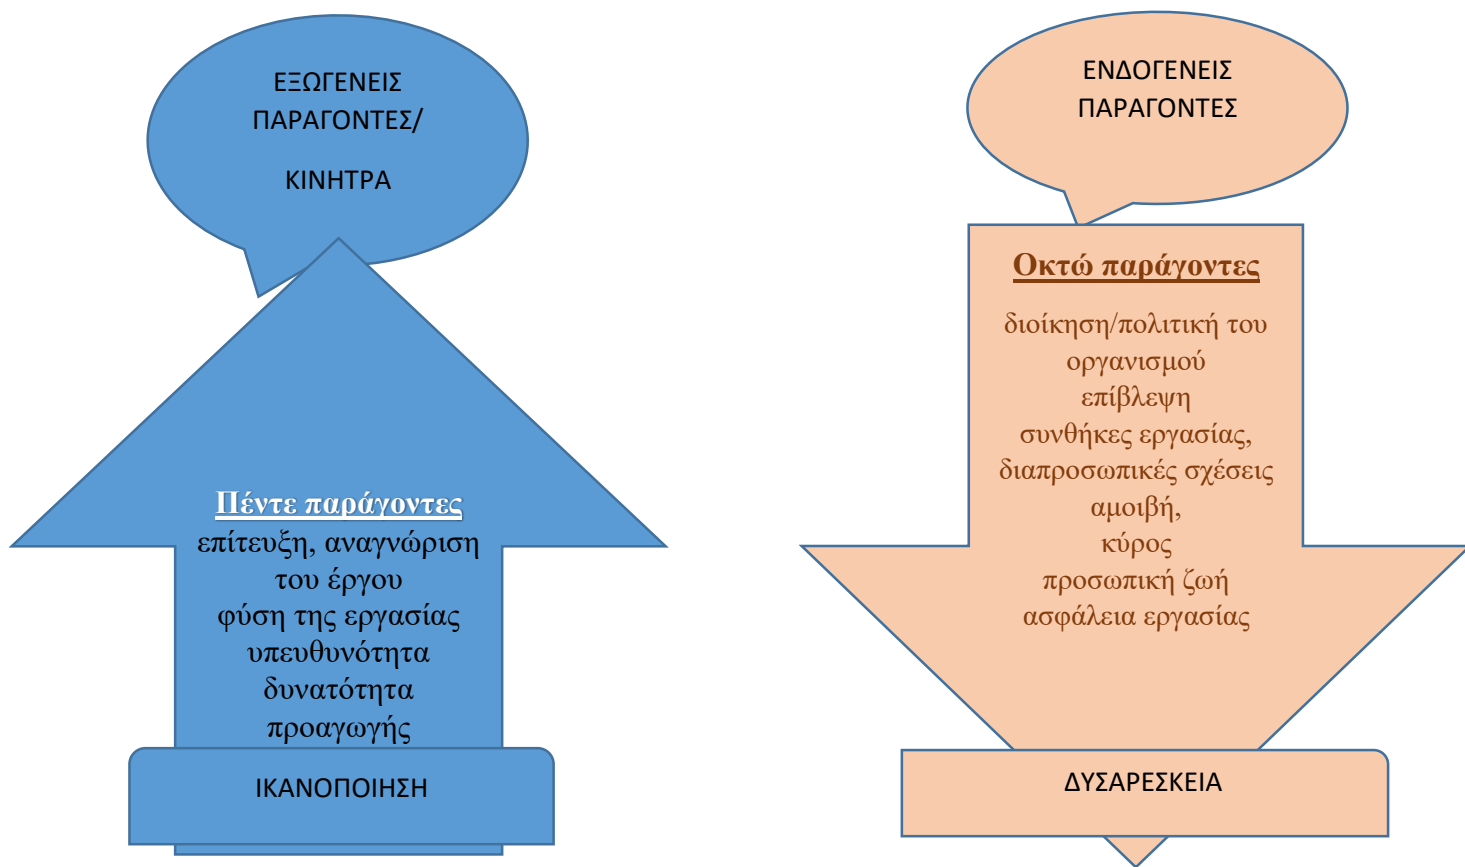 ΕΞΩΓΕΝΕΙΣ
ΠΑΡΑΓΟΝΤΕΣ/
ΚΙΝΗΤΡΑ
Πέντε παράγοντες
επίτευξη, αναγνώριση
του έργου
φύση της εργασίας
υπευθυνότητα
δυνατότητα
προαγωγής
ΙΚΑΝΟΠΟΙΗΣΗ
ΕΝΔΟΓΕΝΕΙΣ
ΠΑΡΑΓΟΝΤΕΣ
Οκτώ παράγοντες
διοίκηση/πολιτική του
οργανισμού
επίβλεψη
συνθήκες εργασίας,
διαπροσωπικές σχέσεις
αμοιβή,
κύρος
προσωπική ζωή
ασφάλεια εργασίας
ΔΥΣΑΡΕΣΚΕΙΑ